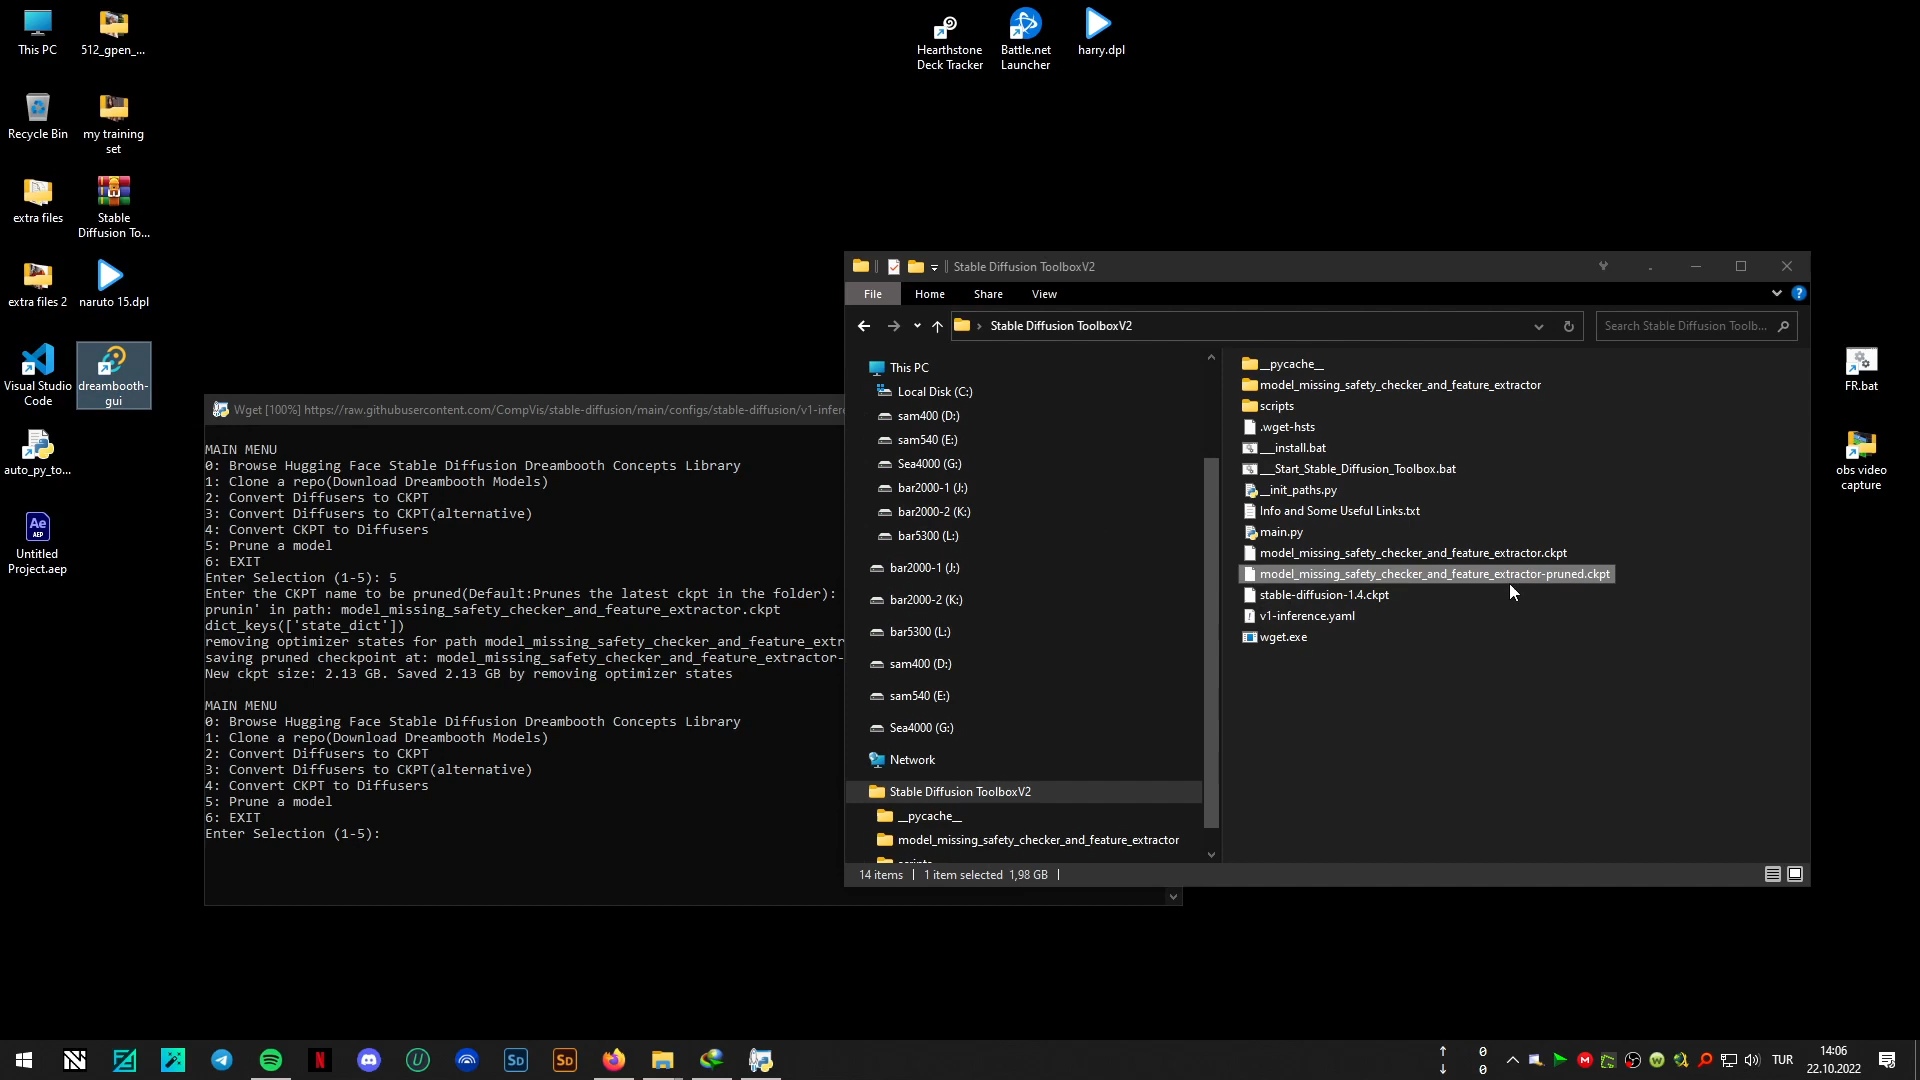 This PC
512_gpen_...
Recycle Bin
my training
set
extra files
Stable
Diffusion To...
extra files 2
naruto 15.dpl
Visual Studio
Code
dreambooth-
gui
auto_py_to...
Untitled
Project.aep
Hearthstone
Deck Tracker
Battle.net
Launcher
harry.dpl
FR.bat
obs video
capture
Wget [100%] https://raw.githubusercontent.com/CompVis/stable-diffusion/main/configs/stable-diffusion/v1-infere
MAIN MENU
0: Browse Hugging Face Stable Diffusion Dreambooth Concepts Library
1: Clone a repo(Download Dreambooth Models)
2: Convert Diffusers to CKPT
3: Convert Diffusers to CKPT(alternative)
4: Convert CKPT to Diffusers
5: Prune a model
6: EXIT
Enter Selection (1-5): 5
Enter the CKPT name to be pruned(Default:Prunes the latest ckpt in the folder):
prunin' in path: model_missing_safety_checker_and_feature_extractor.ckpt
dict_keys(['state_dict'])
removing optimizer states for path model_missing_safety_checker_and_feature_extr
saving pruned checkpoint at: model_missing_safety_checker_and_feature_extractor-
New ckpt size: 2.13 GB. Saved 2.13 GB by removing optimizer states
MAIN MENU
0: Browse Hugging Face Stable Diffusion Dreambooth Concepts Library
1: Clone a repo(Download Dreambooth Models)
2: Convert Diffusers to CKPT
3: Convert Diffusers to CKPT(alternative)
4: Convert CKPT to Diffusers
5: Prune a model
6: EXIT
Enter Selection (1-5):
Stable Diffusion ToolboxV2
File Home Share View
Stable Diffusion ToolboxV2
Search Stable Diffusion Toolb...
This PC
Local Disk (C:)
sam400 (D:)
sam540 (E:)
Sea4000 (G:)
bar2000-1 (J:)
bar2000-2 (K:)
bar5300 (L:)
bar2000-1 (J:)
bar2000-2 (K:)
bar5300 (L:)
sam400 (D:)
sam540 (E:)
Sea4000 (G:)
Network
Stable Diffusion ToolboxV2
__pycache__
model_missing_safety_checker_and_feature_extractor
__pycache__
model_missing_safety_checker_and_feature_extractor
scripts
.wget-hsts
__install.bat
__Start_Stable_Diffusion_Toolbox.bat
__init_paths.py
Info and Some Useful Links.txt
main.py
model_missing_safety_checker_and_feature_extractor.ckpt
model_missing_safety_checker_and_feature_extractor-pruned.ckpt
stable-diffusion-1.4.ckpt
v1-inference.yaml
wget.exe
14 items 1 item selected 1,98 GB
Ae
AEP
Sd
Sd
0
0
TUR
14:06
22.10.2022